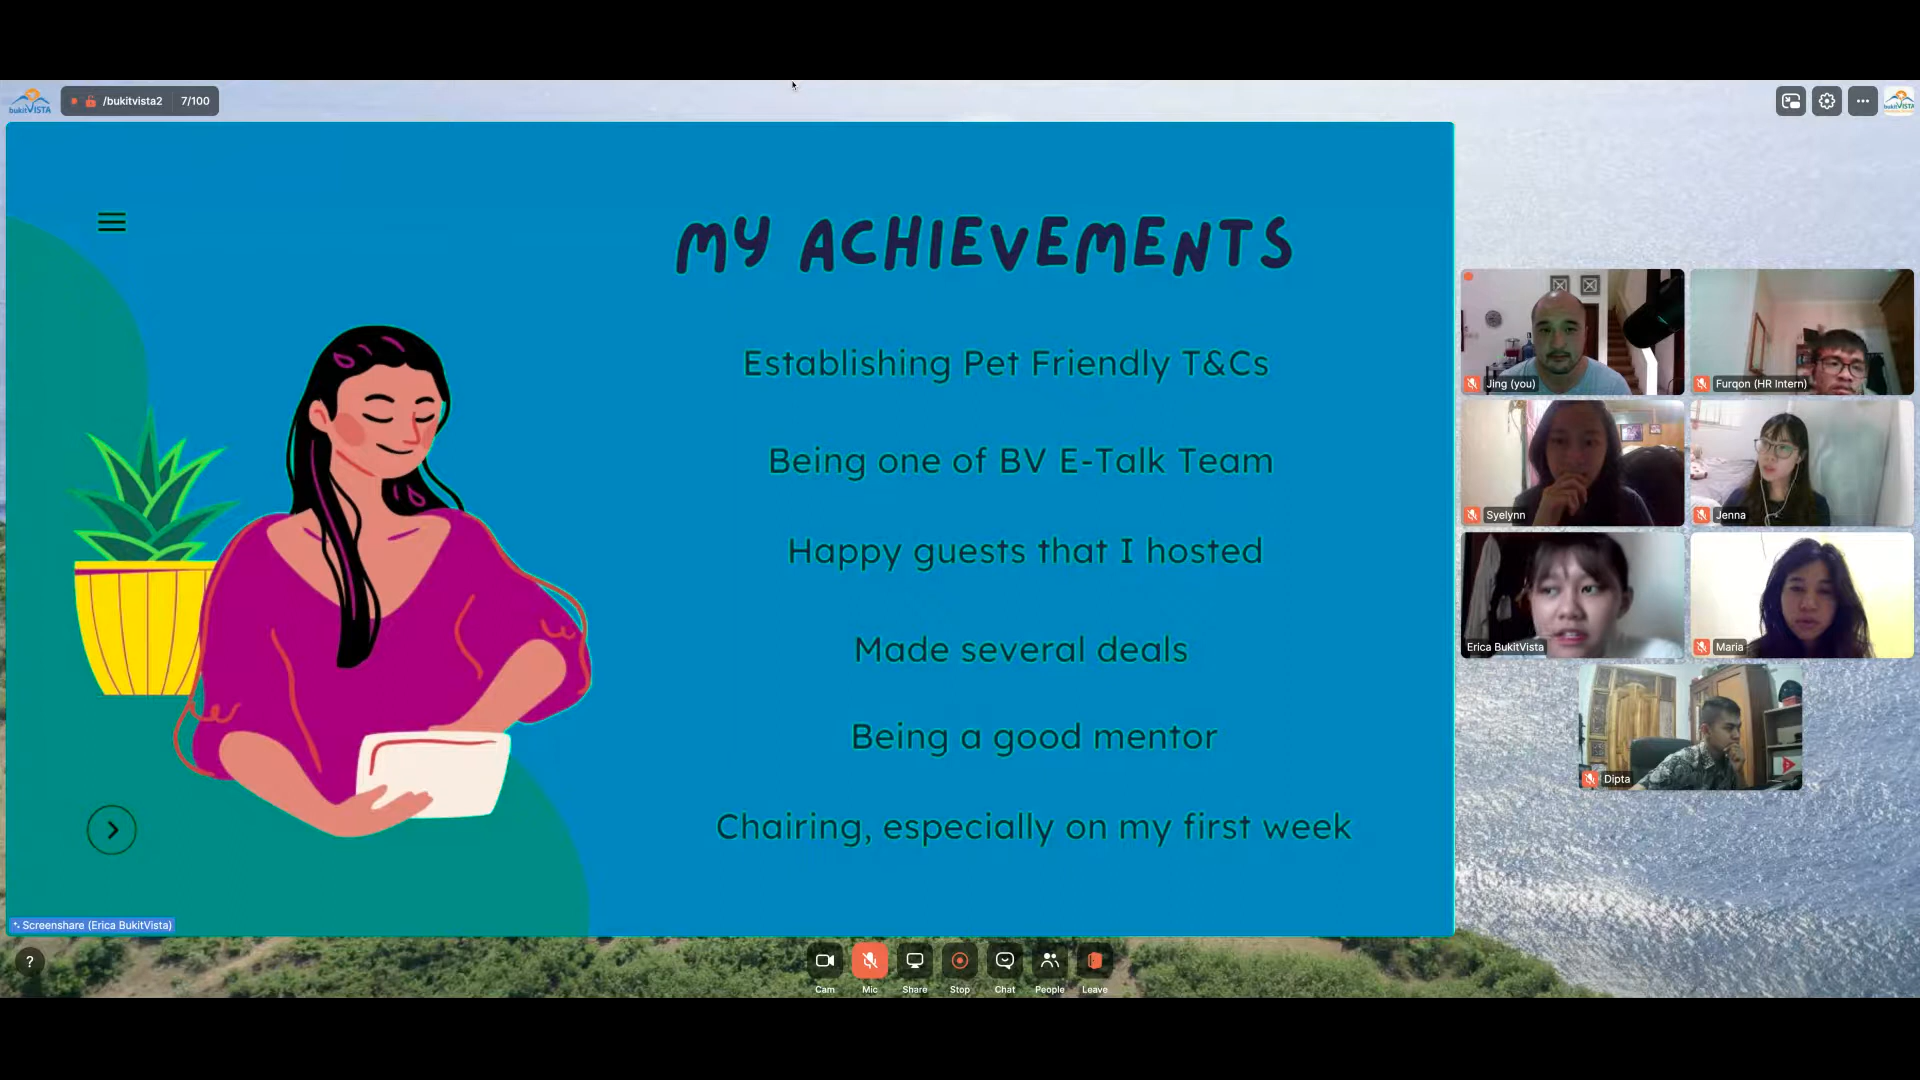 bukitVISTA
/bukitvista2 7/100
MY ACHIEVEMENTS
Establishing Pet Friendly T&Cs
Being one of BV E-Talk Team
Happy guests that I hosted
Made several deals
Being a good mentor
Chairing, especially on my first week
Screenshare (Erica BukitVista)
Jing (you)
Furqon (HR Intern)
Syelynn
Jenna
Erica BukitVista
Maria
Dipta
?
Cam Mic Share Stop Chat People Leave